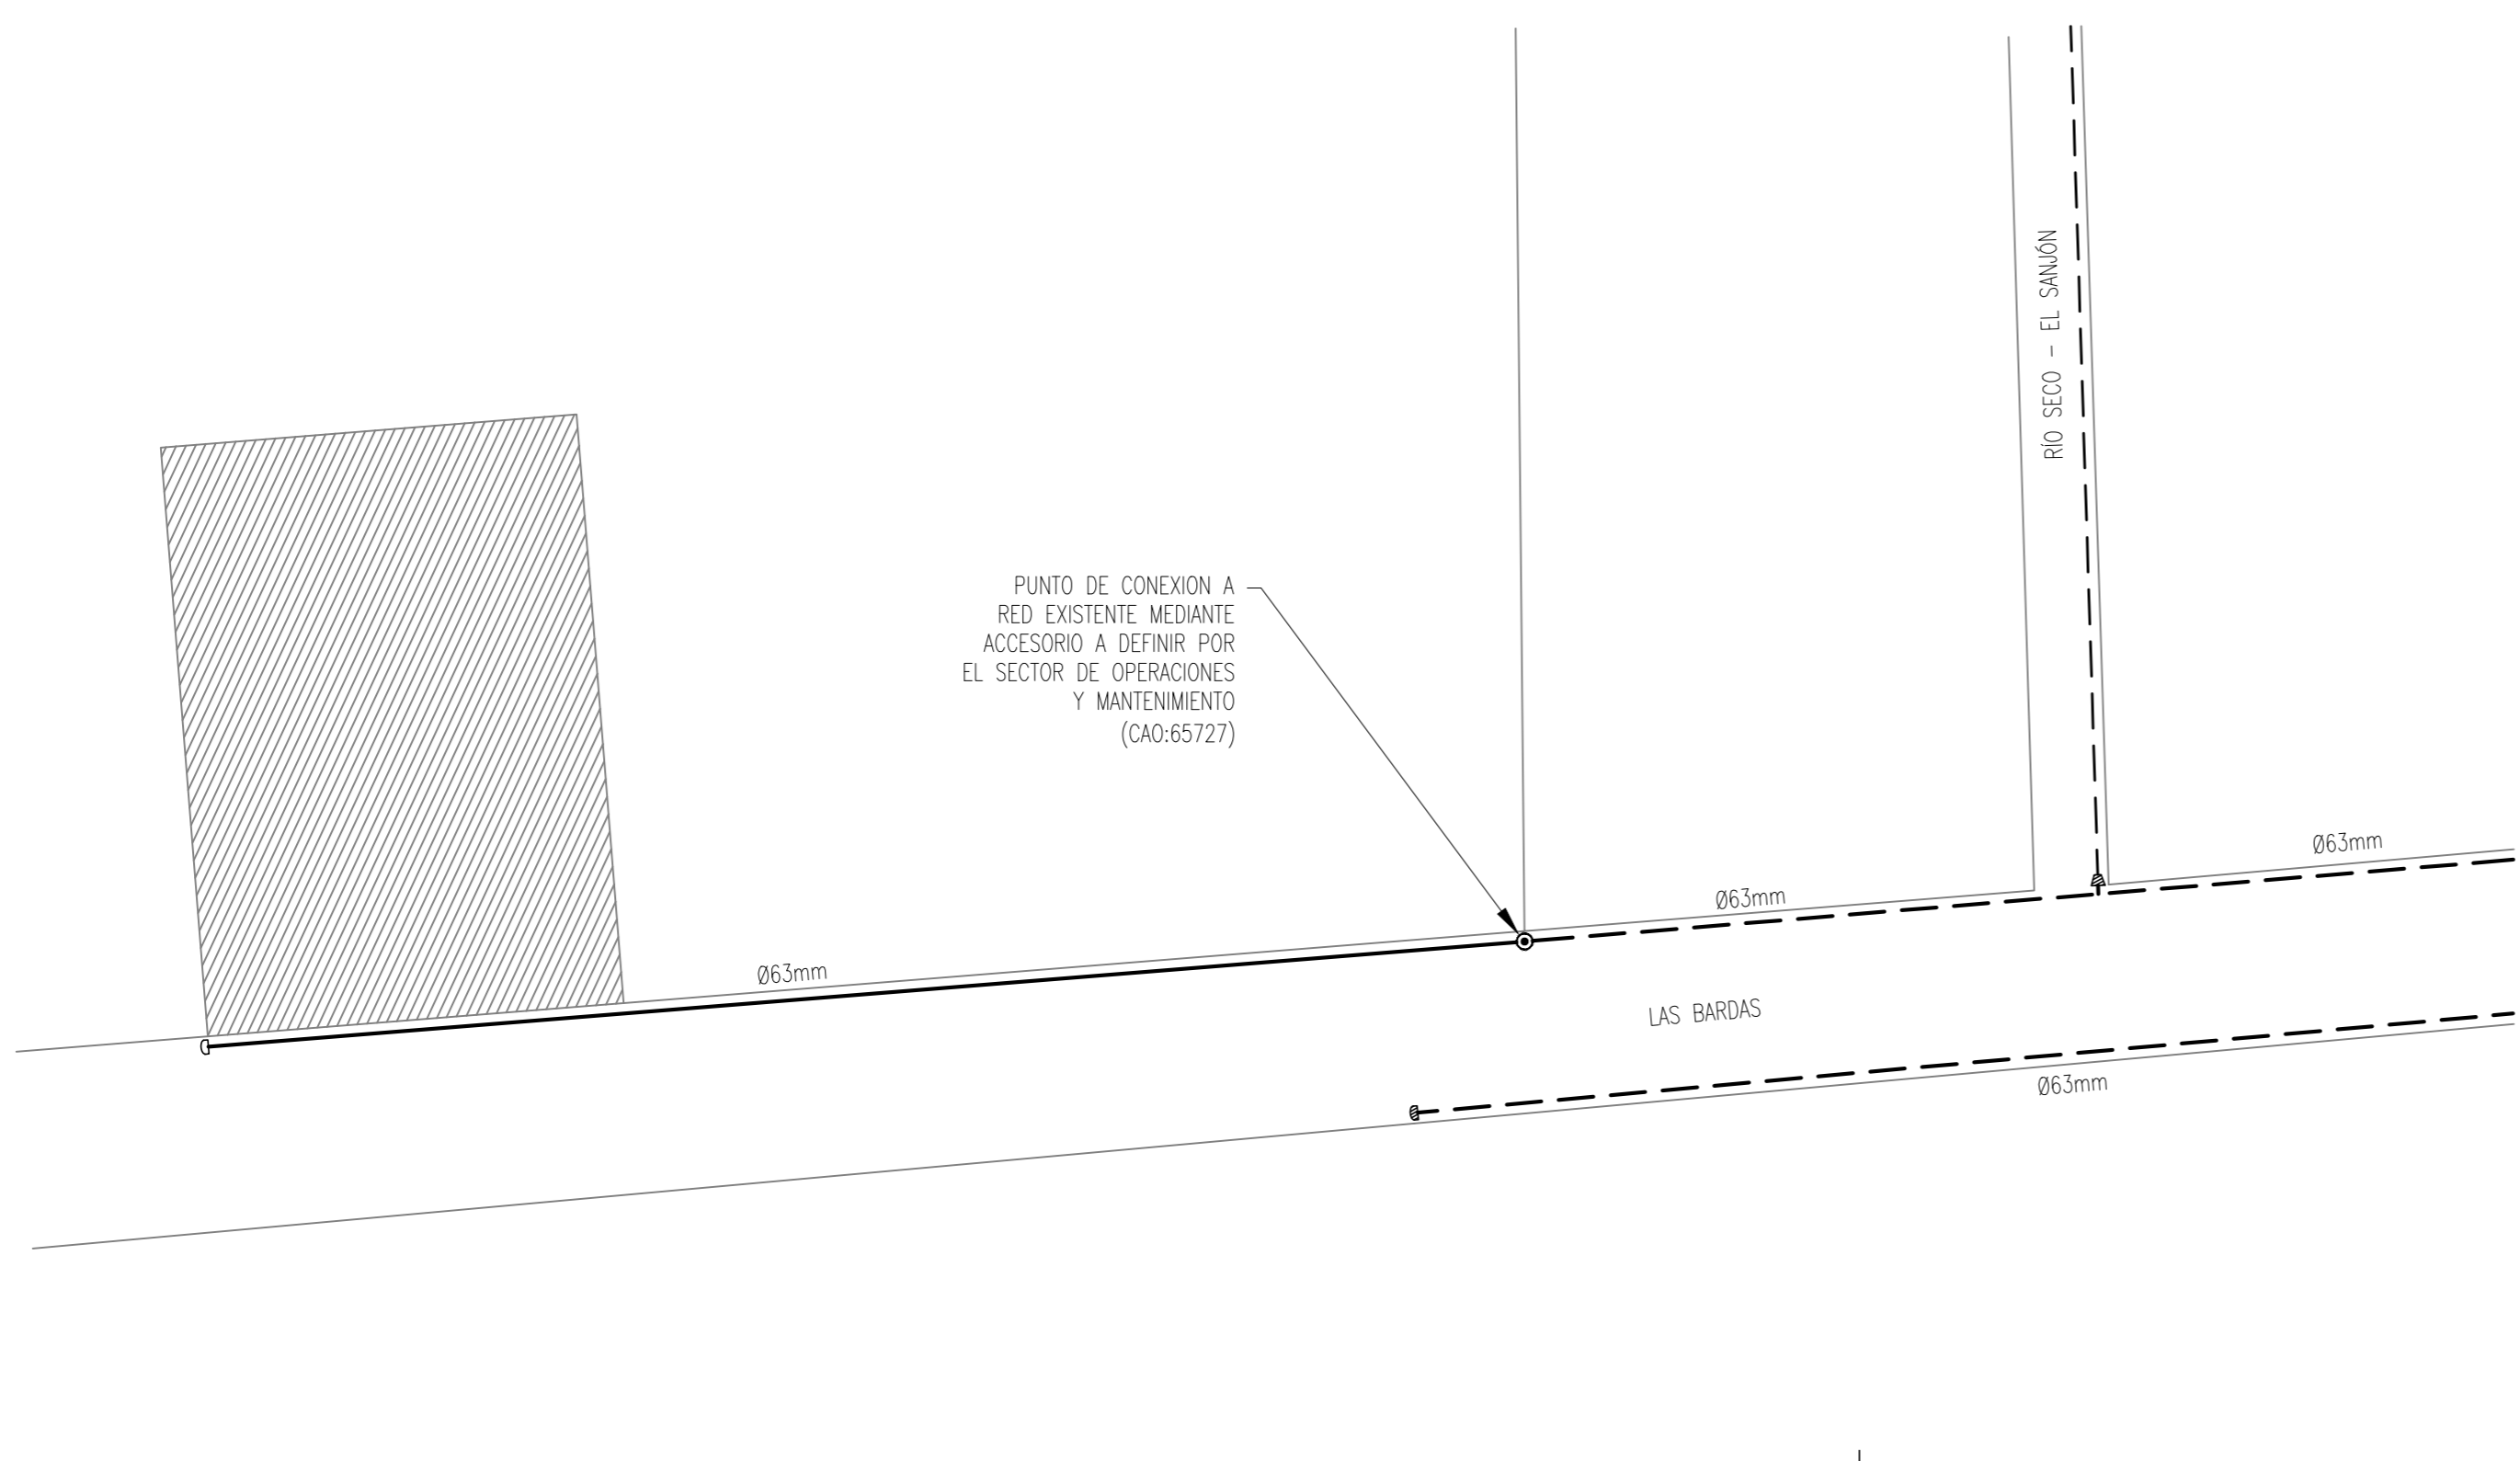 RÍO SECO - EL SANJÓN
PUNTO DE CONEXION A
RED EXISTENTE MEDIANTE
ACCESORIO A DEFINIR POR
EL SECTOR DE OPERACIONES
Y MANTENIMIENTO
(CAO:65727)
Ø63mm
Ø63mm
Ø63mm
LAS BARDAS
Ø63mm